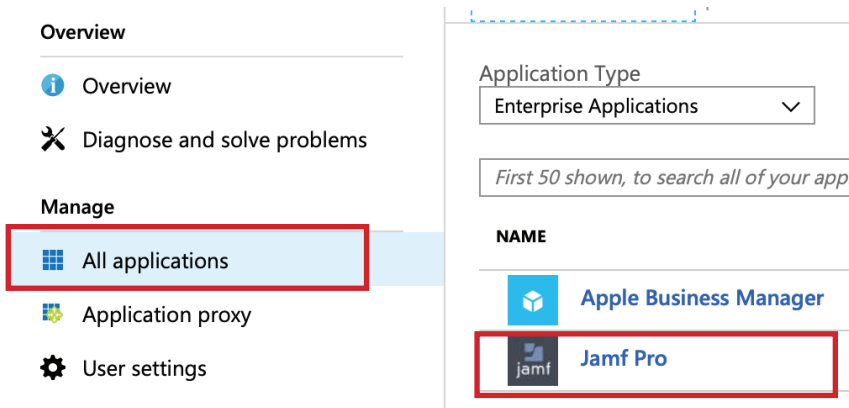 Overview
Overview
Diagnose and solve problems
Manage
All applications
Application proxy
User settings
Application Type
Enterprise Applications
First 50 shown, to search all of your app
NAME
Apple Business Manager
jamf
Jamf Pro